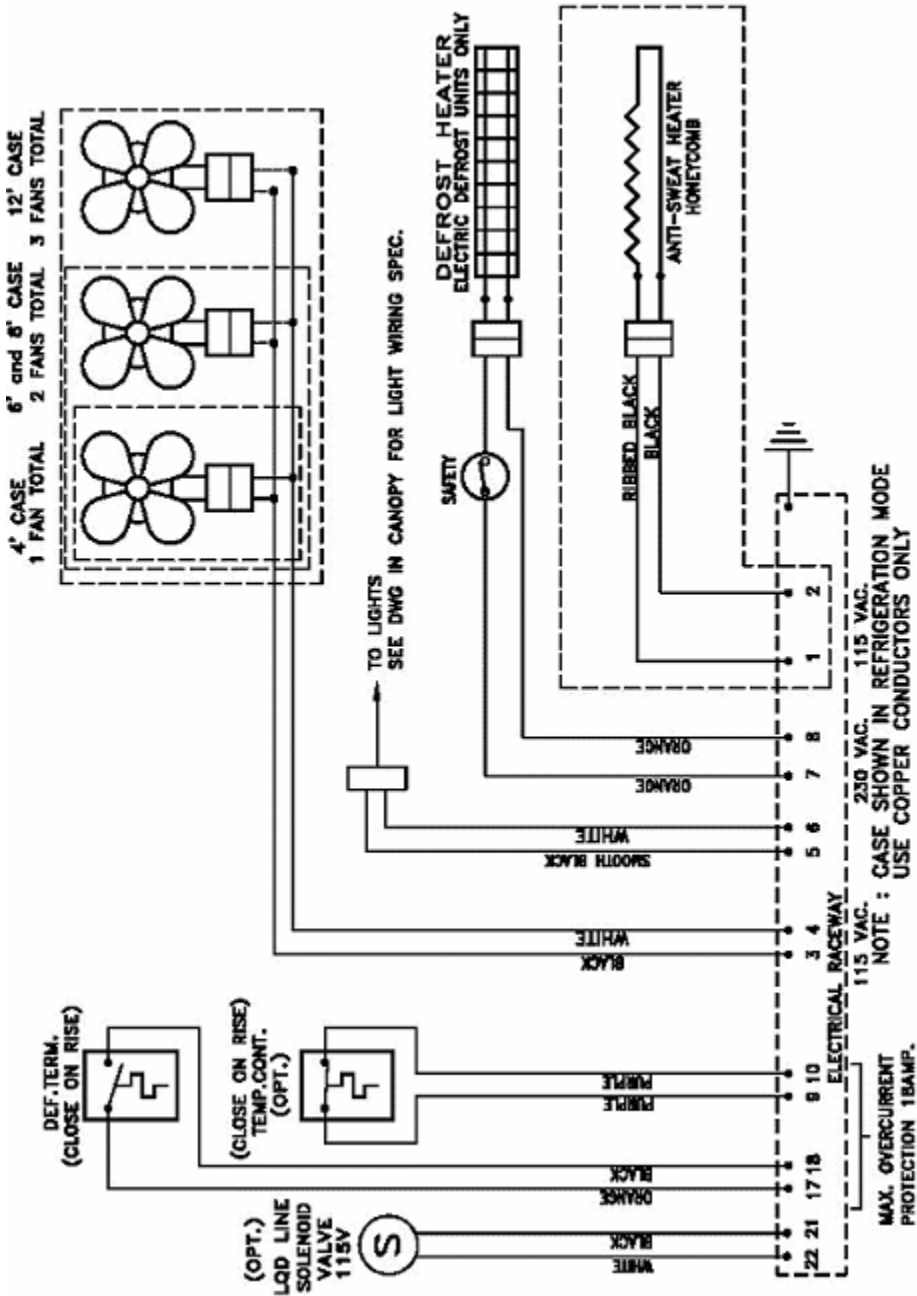 4' CASE
1 FAN TOTAL
6' and 8' CASE
2 FANS TOTAL
12' CASE
3 FANS TOTAL
DEF.TERM.
(CLOSE ON RISE)
(CLOSE ON RISE)
TEMP.CONT.
(OPT.)
(OPT.)
LQD LINE
SOLENOID
VALVE
115V
S
TO LIGHTS
SEE DWG IN CANOPY FOR LIGHT WIRING SPEC.
DEFROST HEATER
ELECTRIC DEFROST UNITS ONLY
SAFETY
ANTI-SWEAT HEATER
HONEYCOMB
RIBBED BLACK
BLACK
WHITE
BLACK
ORANGE
BLACK
PURPLE
PURPLE
BLACK
WHITE
SMOOTH BLACK
WHITE
ORANGE
ORANGE
22 21 17 18 9 10 3 4 5 6 7 8 1 2
ELECTRICAL RACEWAY
MAX. OVERCURRENT
PROTECTION 15AMP.
115 VAC.
230 VAC.
115 VAC.
NOTE : CASE SHOWN IN REFRIGERATION MODE
USE COPPER CONDUCTORS ONLY